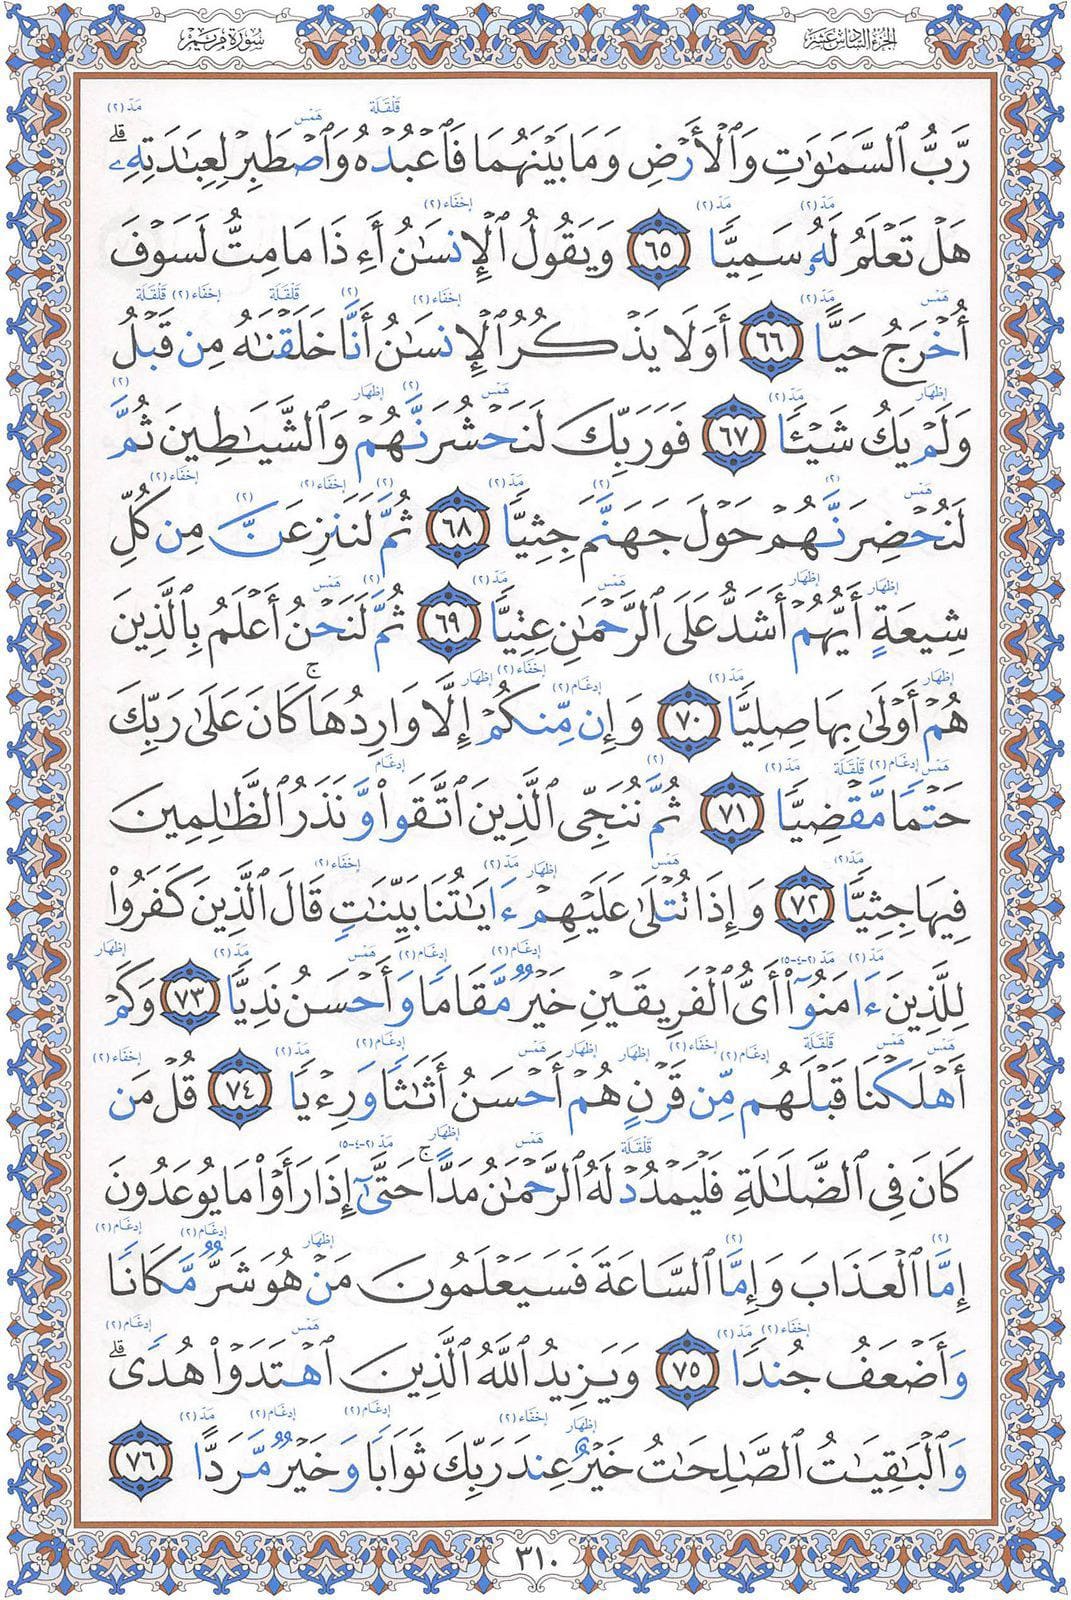 سورة مريم
الجزء السادس عشر
رَّبُّ ٱلسَّمَـٰوَٰتِ وَٱلْأَرْضِ وَمَا بَيْنَهُمَا فَٱعْبُدْهُ وَٱصْطَبِرْ لِعِبَـٰدَتِهِۦ ۚ
هَلْ تَعْلَمُ لَهُۥ سَمِيًّا ٦٥ وَيَقُولُ ٱلْإِنسَـٰنُ أَءِذَا مَا مِتُّ لَسَوْفَ
أُخْرَجُ حَيًّا ٦٦ أَوَلَا يَذْكُرُ ٱلْإِنسَـٰنُ أَنَّا خَلَقْنَـٰهُ مِن قَبْلُ
وَلَمْ يَكُ شَيْـًٔا ٦٧ فَوَرَبِّكَ لَنَحْشُرَنَّهُمْ وَٱلشَّيَـٰطِينَ ثُمَّ
لَنُحْضِرَنَّهُمْ حَوْلَ جَهَنَّمَ جِثِيًّا ٦٨ ثُمَّ لَنَنزِعَنَّ مِن كُلِّ
شِيعَةٍ أَيُّهُمْ أَشَدُّ عَلَى ٱلرَّحْمَـٰنِ عِتِيًّا ٦٩ ثُمَّ لَنَحْنُ أَعْلَمُ بِٱلَّذِينَ
هُمْ أَوْلَىٰ بِهَا صِلِيًّا ٧٠ وَإِن مِّنكُمْ إِلَّا وَارِدُهَا ۚ كَانَ عَلَىٰ رَبِّكَ
حَتْمًا مَّقْضِيًّا ٧١ ثُمَّ نُنَجِّى ٱلَّذِينَ ٱتَّقَوا۟ وَّنَذَرُ ٱلظَّـٰلِمِينَ
فِيهَا جِثِيًّا ٧٢ وَإِذَا تُتْلَىٰ عَلَيْهِمْ ءَايَـٰتُنَا بَيِّنَـٰتٍ قَالَ ٱلَّذِينَ كَفَرُوا۟
لِلَّذِينَ ءَامَنُوٓا۟ أَىُّ ٱلْفَرِيقَيْنِ خَيْرٌ مَّقَامًا وَأَحْسَنُ نَدِيًّا ٧٣ وَكَمْ
أَهْلَكْنَا قَبْلَهُم مِّن قَرْنٍ هُمْ أَحْسَنُ أَثَـٰثًا وَرِءْيًا ٧٤ قُلْ مَن
كَانَ فِى ٱلضَّلَـٰلَةِ فَلْيَمْدُدْ لَهُ ٱلرَّحْمَـٰنُ مَدًّا ۚ حَتَّىٰٓ إِذَا رَأَوْا۟ مَا يُوعَدُونَ
إِمَّا ٱلْعَذَابَ وَإِمَّا ٱلسَّاعَةَ فَسَيَعْلَمُونَ مَنْ هُوَ شَرٌّ مَّكَانًا
وَأَضْعَفُ جُندًا ٧٥ وَيَزِيدُ ٱللَّهُ ٱلَّذِينَ ٱهْتَدَوْا۟ هُدًى ۗ
وَٱلْبَـٰقِيَـٰتُ ٱلصَّـٰلِحَـٰتُ خَيْرٌ عِندَ رَبِّكَ ثَوَابًا وَخَيْرٌ مَّرَدًّا ٧٦
٣١٠